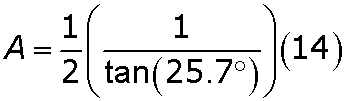 A = 1/2 (1/tan(25.7°)) (14)